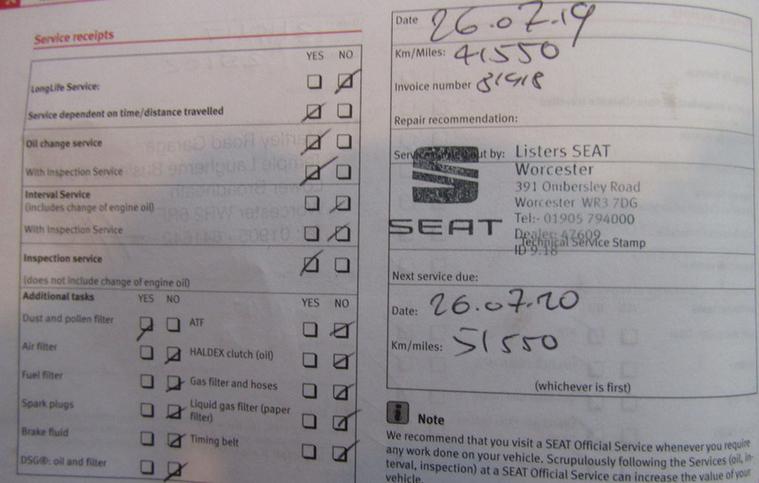 Service receipts
YES NO
LongLife Service:
Service dependent on time/distance travelled
Oil change service
With Inspection Service
Interval Service
(includes change of engine oil)
With Inspection Service
Inspection service
(does not include change of engine oil)
Additional tasks YES NO YES NO
Dust and pollen filter ATF
Air filter HALDEX clutch (oil)
Fuel filter Gas filter and hoses
Spark plugs Liquid gas filter (paper
filter)
Brake fluid Timing belt
DSG®: oil and filter
Date 26.07.19
Km/Miles: 41550
Invoice number 81418
Repair recommendation:
Service out by: Listers SEAT
Worcester
391 Ombersley Road
Worcester WR3 7DG
SEAT Tel:- 01905 794000
Dealer 47609
Technical Service Stamp
ID 9.18
Next service due:
Date: 26.07.20
Km/miles: 51550
(whichever is first)
i Note
We recommend that you visit a SEAT Official Service whenever you require
any work done on your vehicle. Scrupulously following the Services (oil, in-
terval, inspection) at a SEAT Official Service can increase the value of your
vehicle.